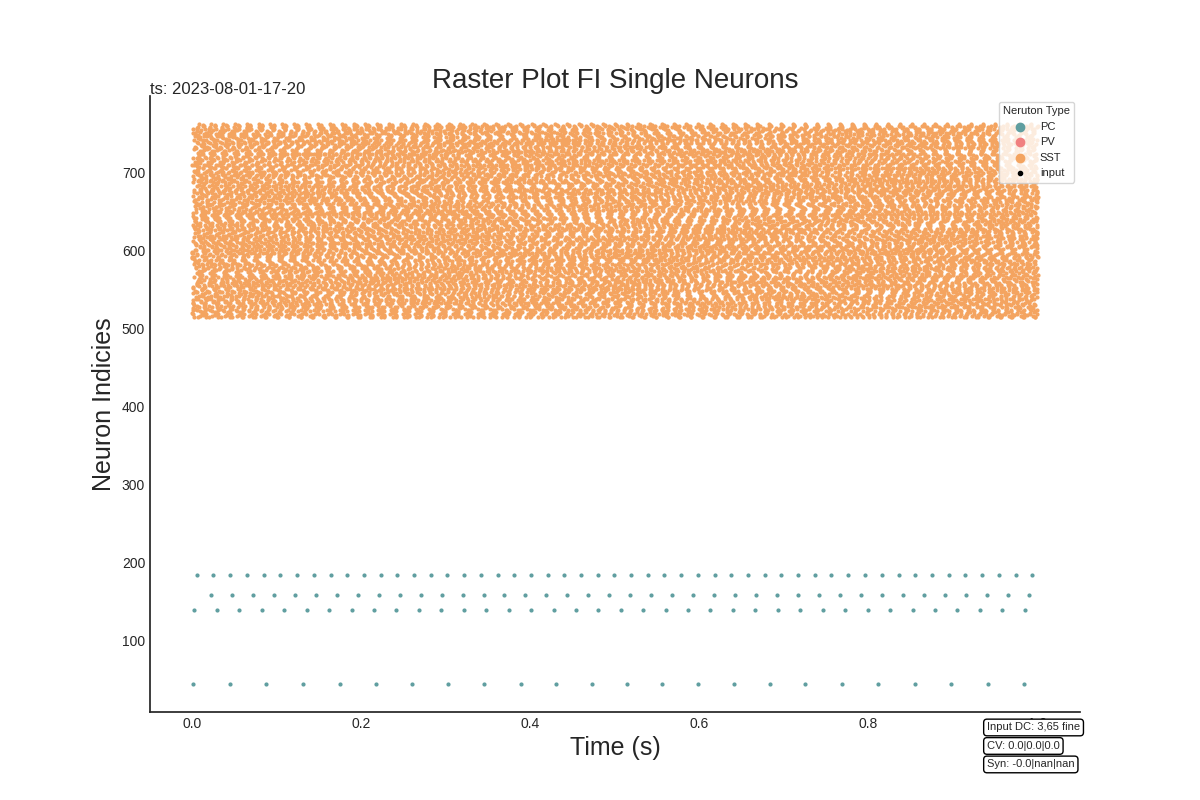 Raster Plot FI Single Neurons
ts: 2023-08-01-17-20
Neruton Type
PC
PV
SST
input
Neuron Indicies
700
600
500
400
300
200
100
0.0 0.2 0.4 0.6 0.8
Time (s)
Input DC: 3,65 fine
CV: 0.0|0.0|0.0
Syn: -0.0|nan|nan